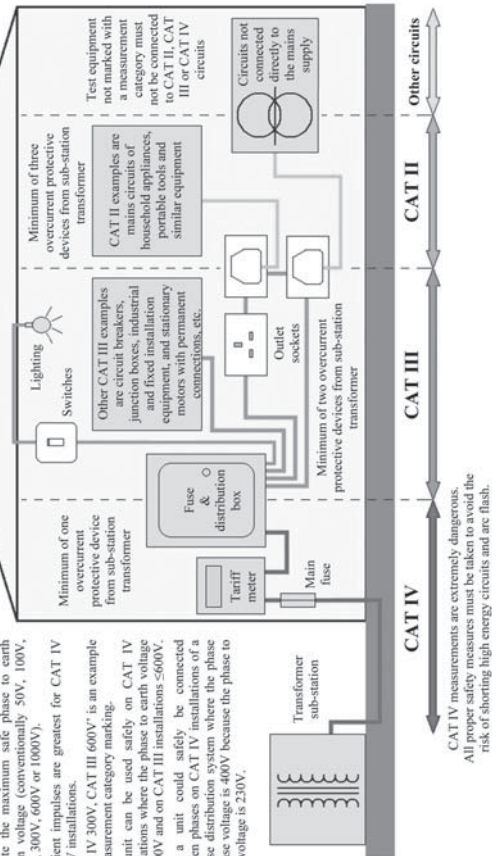 te the maximum safe phase to earth
n voltage (conventionally 50V, 100V,
, 300V, 600V or 1000V).
ient impulses are greatest for CAT IV
V installations.
IV 300V, CAT III 600V' is an example
asurement category marking.
unit can be used safely on CAT IV
lations where the phase to earth voltage
0V and on CAT III installations ≤600V.
a unit could safely be connected
en phases on CAT IV installations of a
se distribution system where the phase
ase voltage is 400V because the phase to
voltage is 230V.
Transformer
sub-station
Minimum of one
overcurrent
protective device
from sub-station
transformer
Tariff
meter
Main
fuse
Fuse
&
distribution
box
Switches
Lighting
Other CAT III examples
are circuit breakers,
junction boxes, industrial
and fixed installation
equipment, and stationary
motors with permanent
connections, etc.
Outlet
sockets
Minimum of two overcurrent
protective devices from sub-station
transformer
Minimum of three
overcurrent protective
devices from sub-station
transformer
CAT II examples are
mains circuits of
household appliances,
portable tools and
similar equipment
Test equipment
not marked with
a measurement
category must
not be connected
to CAT II, CAT
III or CAT IV
circuits
Circuits not
connected
directly to
the mains
supply
CAT IV
CAT III
CAT II
Other circuits
CAT IV measurements are extremely dangerous.
All proper safety measures must be taken to avoid the
risk of shorting high energy circuits and arc flash.